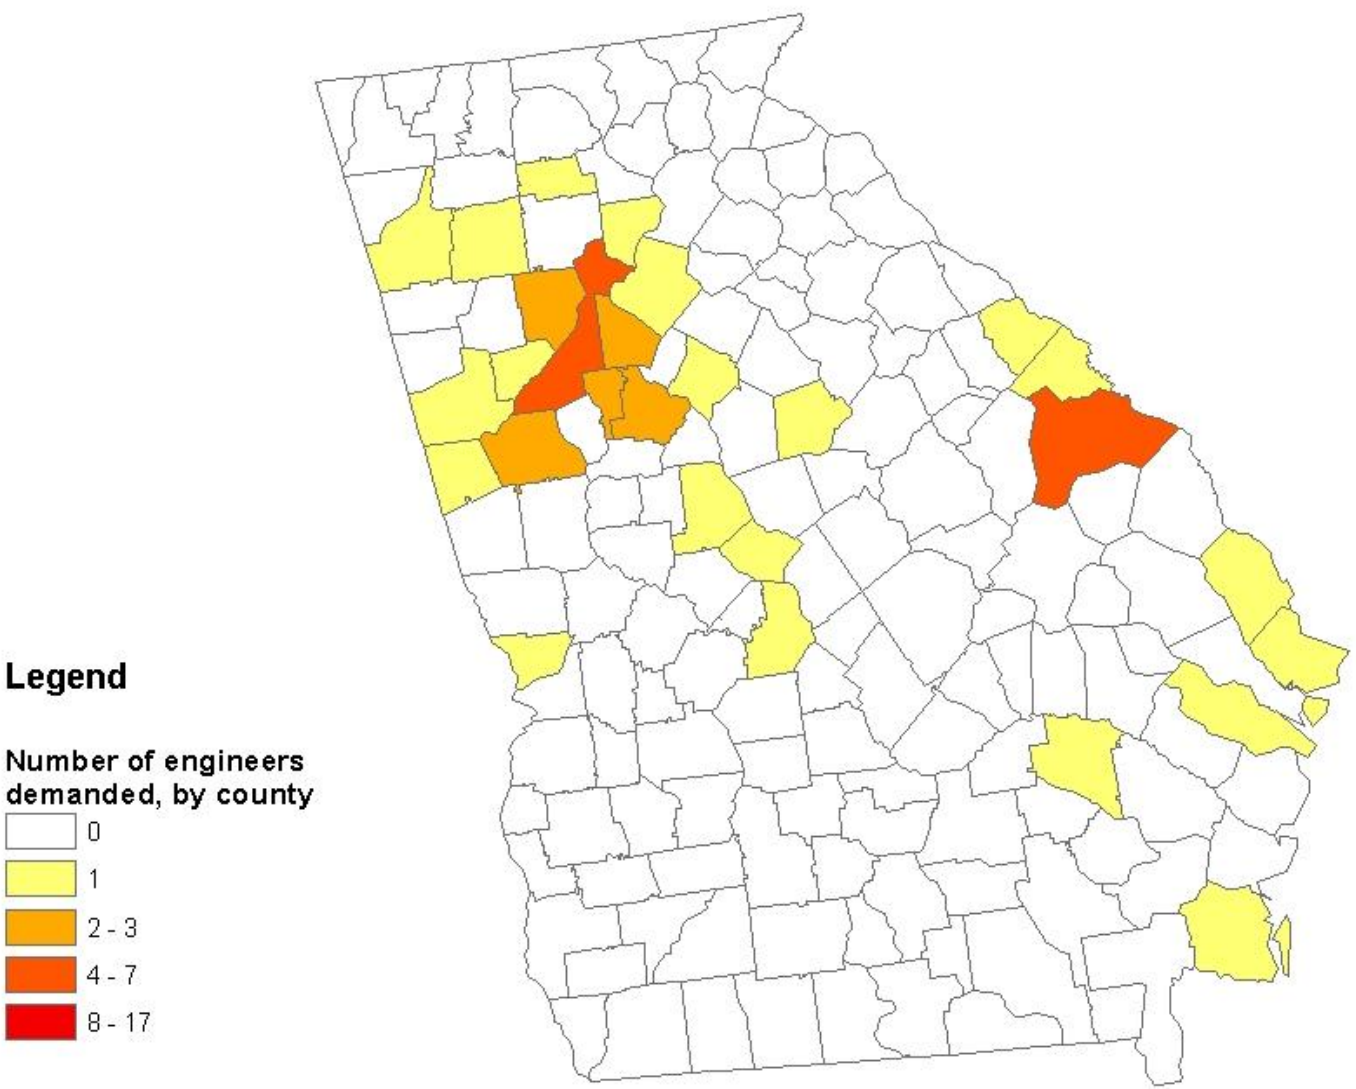 Legend
Number of engineers
demanded, by county
0
1
2 - 3
4 - 7
8 - 17